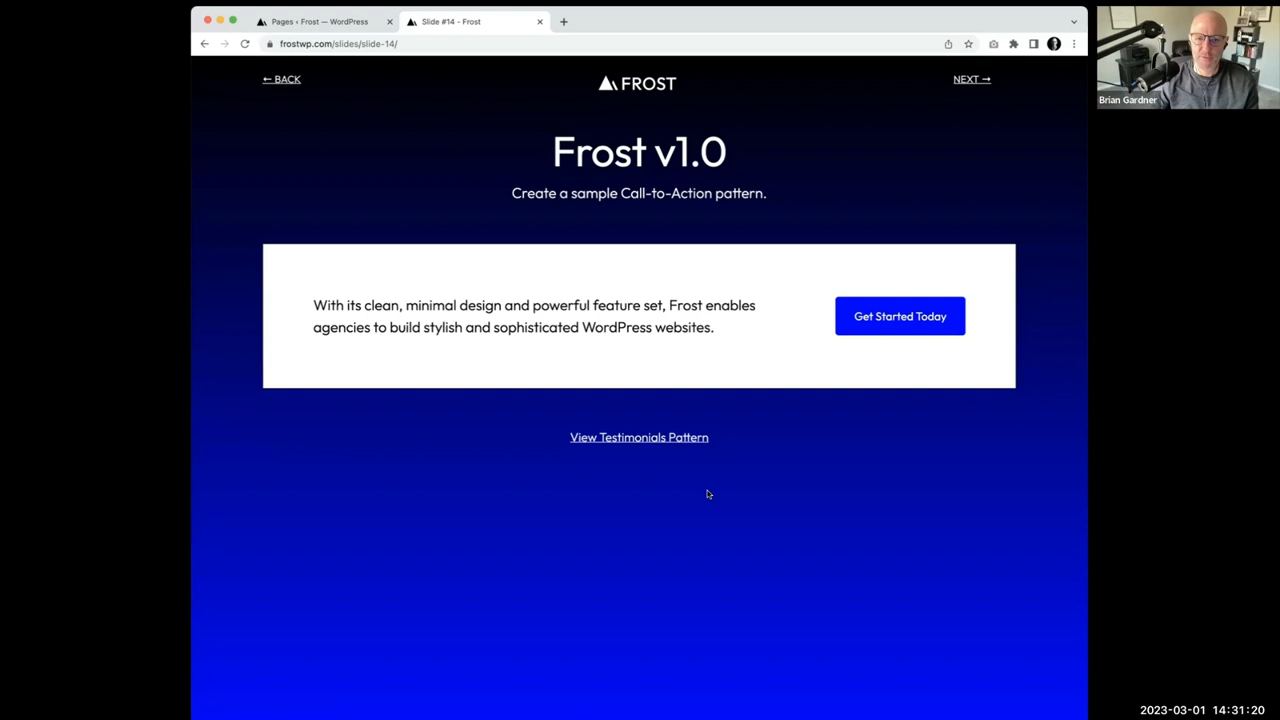 Pages ‹ Frost — WordPress
Slide #14 - Frost
frostwp.com/slides/slide-14/
← BACK
FROST
NEXT →
Frost v1.0
Create a sample Call-to-Action pattern.
With its clean, minimal design and powerful feature set, Frost enables
agencies to build stylish and sophisticated WordPress websites.
Get Started Today
View Testimonials Pattern
Brian Gardner
2023-03-01 14:31:20